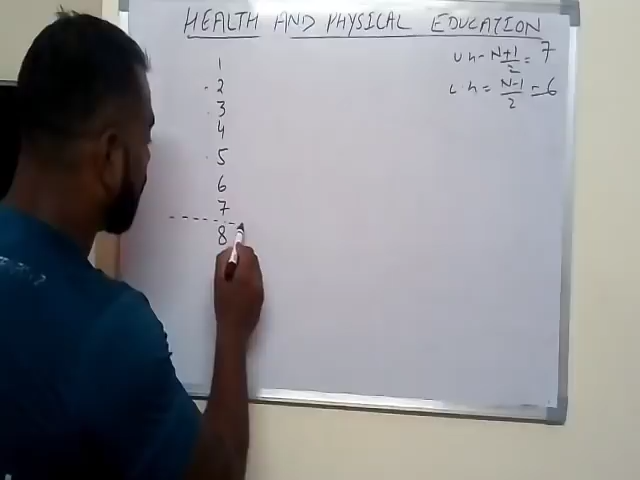 HEALTH AND PHYSICAL EDUCATION
U h - N+1/2 = 7
L. h = N-1/2 = 6
1
2
3
4
5
6
7
8